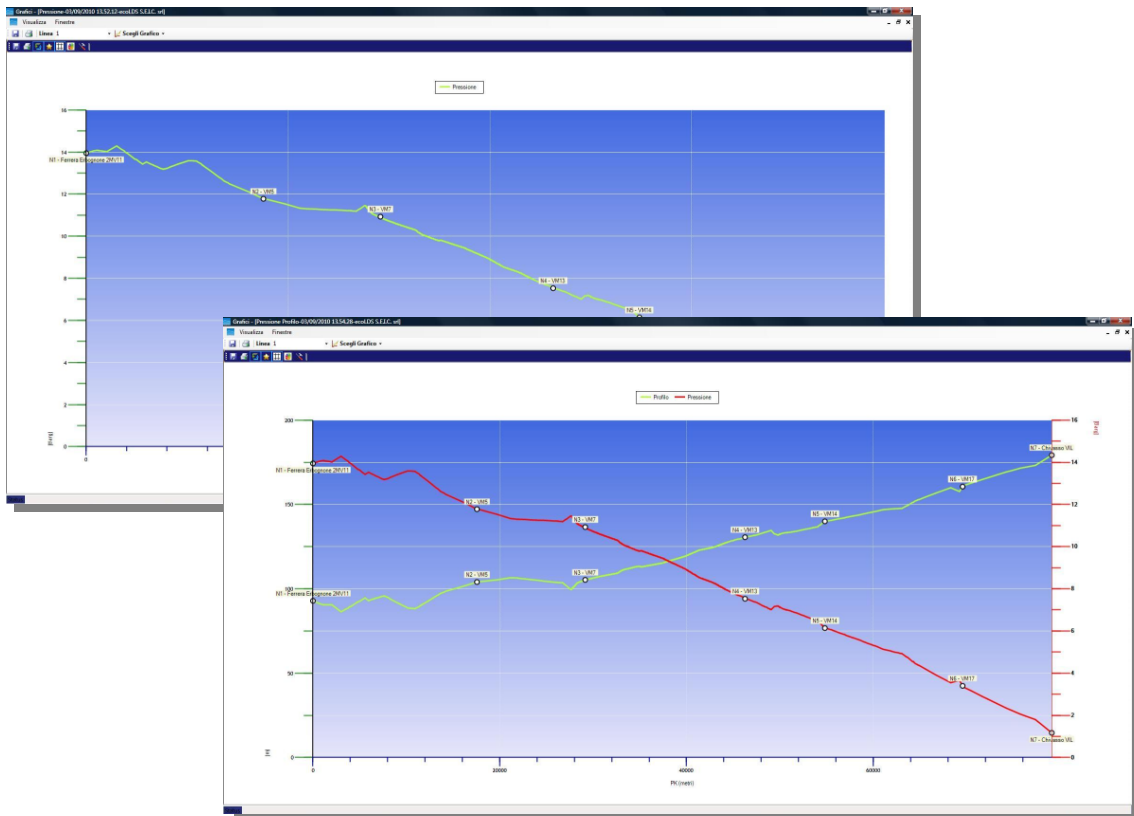 Grafici - [Pressione-03/09/2010 13.52.12-ecoLDS S.E.I.C. srl]
Visualizza Finestre
Linea 1 Scegli Grafico
Pressione
16
14
N1 - Ferrera Erbognone 2MV11
12
N2 - VM5
N3 - VM7
10
8
N4 - VM13
6
N5 - VM14
4
2
[Barg]
0
0
Grafici - [Pressione Profilo-03/09/2010 13.54.28-ecoLDS S.E.I.C. srl]
Visualizza Finestre
Linea 1 Scegli Grafico
Profilo Pressione
200 16
[Barg]
N7 - Chivasso VIL
14
N1 - Ferrera Erbognone 2MV11
N6 - VM17
150 12
N2 - VM5
N3 - VM7
N5 - VM14
N4 - VM13
10
N2 - VM5
N3 - VM7
100 8
N1 - Ferrera Erbognone 2MV11
N4 - VM13
N5 - VM14
6
50 4
N6 - VM17
2
N7 - Chivasso VIL
[m]
0 0
0 20000 40000 60000
PK (metri)